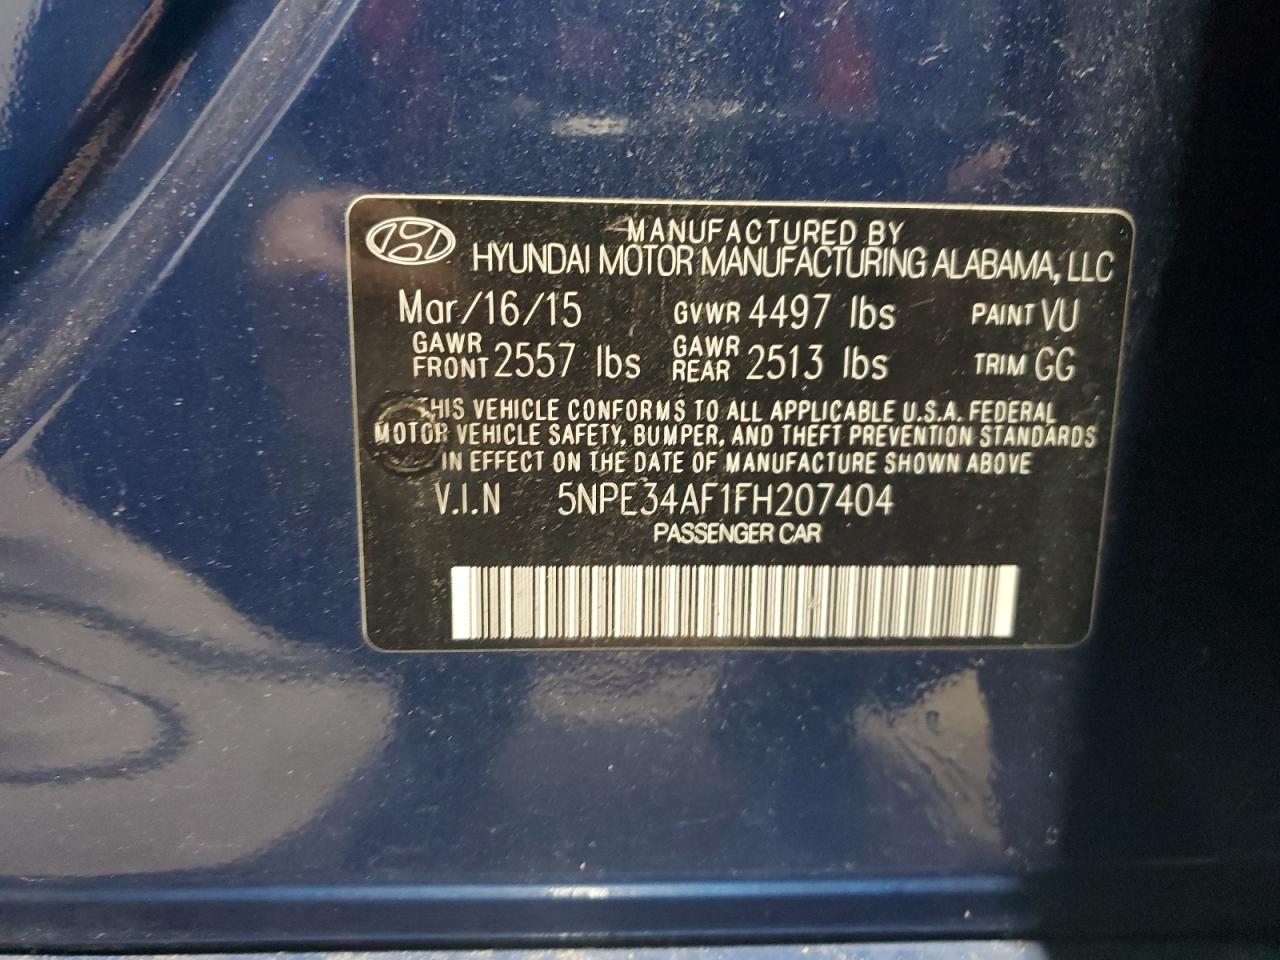 MANUFACTURED BY
HYUNDAI MOTOR MANUFACTURING ALABAMA, LLC
Mar/16/15 GVWR 4497 lbs PAINT VU
GAWR FRONT 2557 lbs GAWR REAR 2513 lbs TRIM GG
THIS VEHICLE CONFORMS TO ALL APPLICABLE U.S.A. FEDERAL
MOTOR VEHICLE SAFETY, BUMPER, AND THEFT PREVENTION STANDARDS
IN EFFECT ON THE DATE OF MANUFACTURE SHOWN ABOVE
V.I.N 5NPE34AF1FH207404
PASSENGER CAR